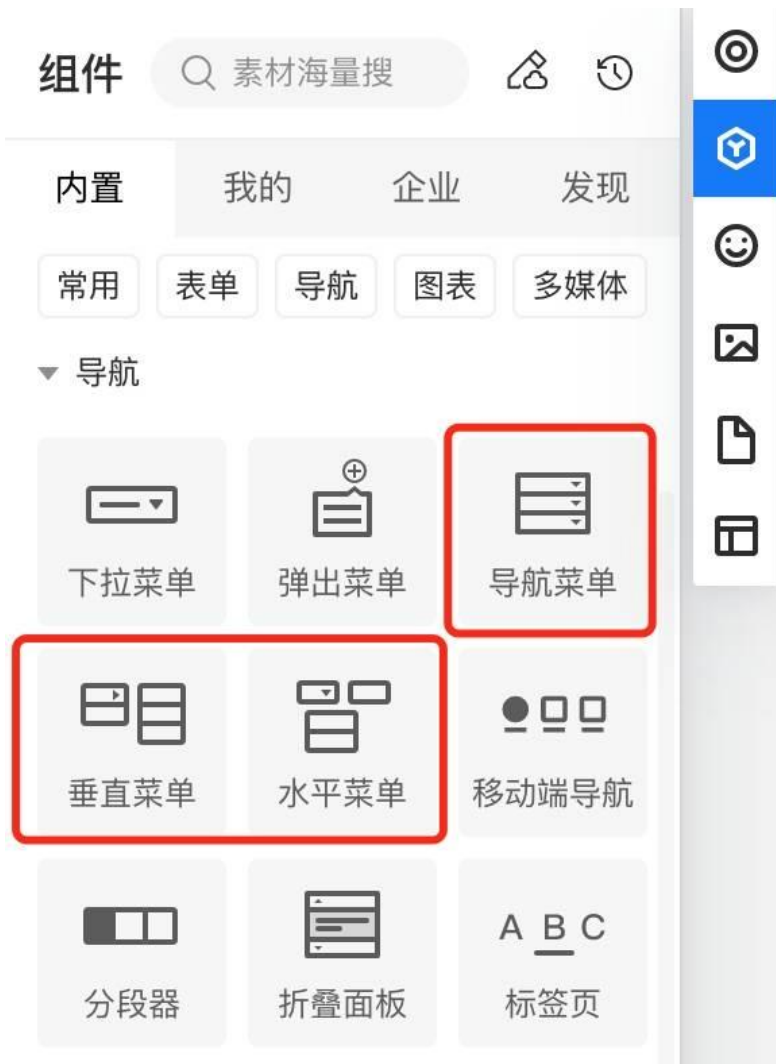 组件 素材海量搜
内置 我的 企业 发现
常用 表单 导航 图表 多媒体
导航
下拉菜单 弹出菜单 导航菜单
垂直菜单 水平菜单 移动端导航
A B C
分段器 折叠面板 标签页